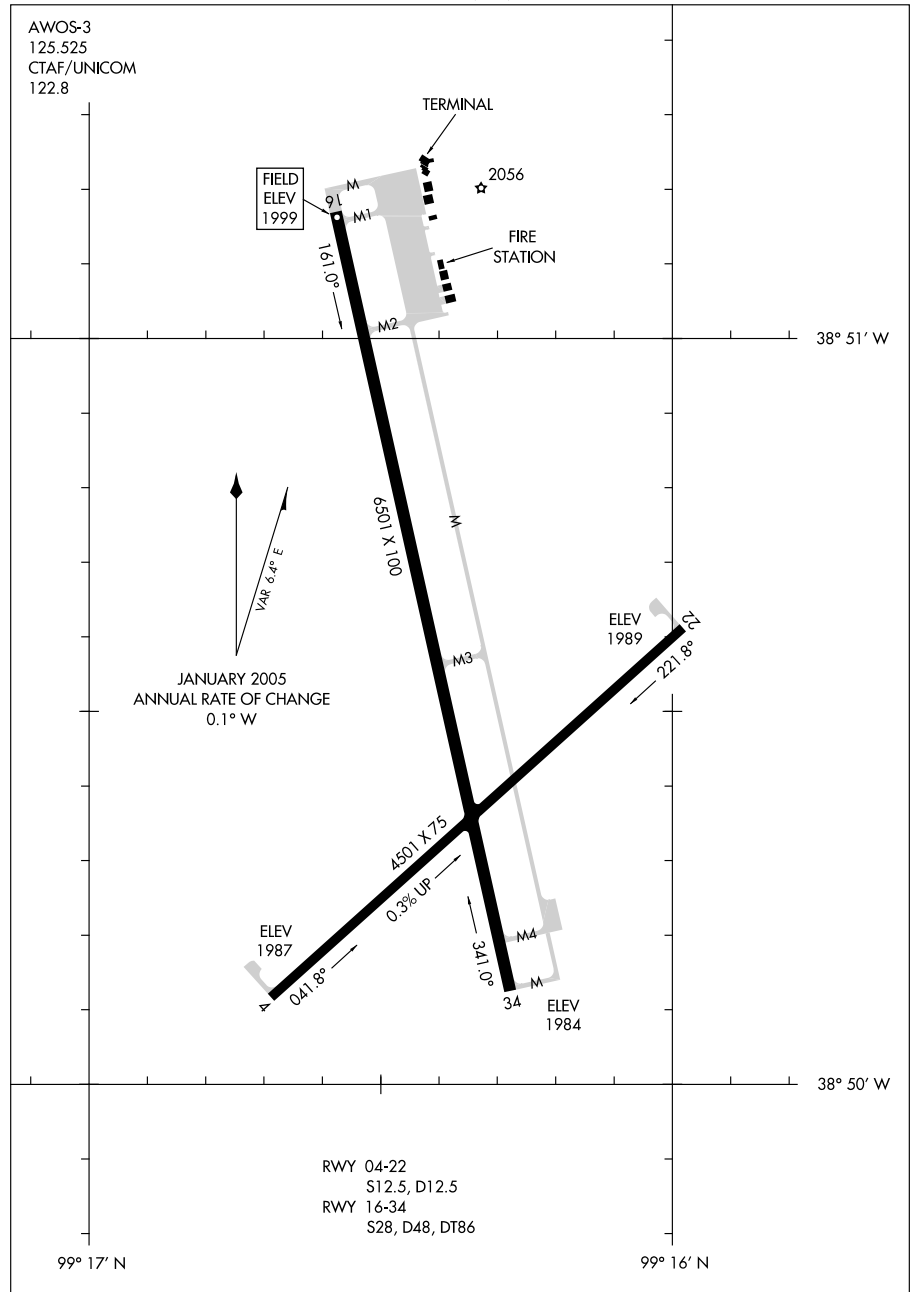 AWOS-3
125.525
CTAF/UNICOM
122.8
TERMINAL
2056
FIELD
ELEV
1999
16
M
M1
FIRE
STATION
161.0°
M2
38° 51' W
6501 X 100
M
VAR 6.4° E
ELEV
1989
22
221.8°
M3
JANUARY 2005
ANNUAL RATE OF CHANGE
0.1° W
4501 X 75
0.3% UP
ELEV
1987
041.8°
4
341.0°
M4
M
34
ELEV
1984
38° 50' W
RWY 04-22
S12.5, D12.5
RWY 16-34
S28, D48, DT86
99° 17' N
99° 16' N